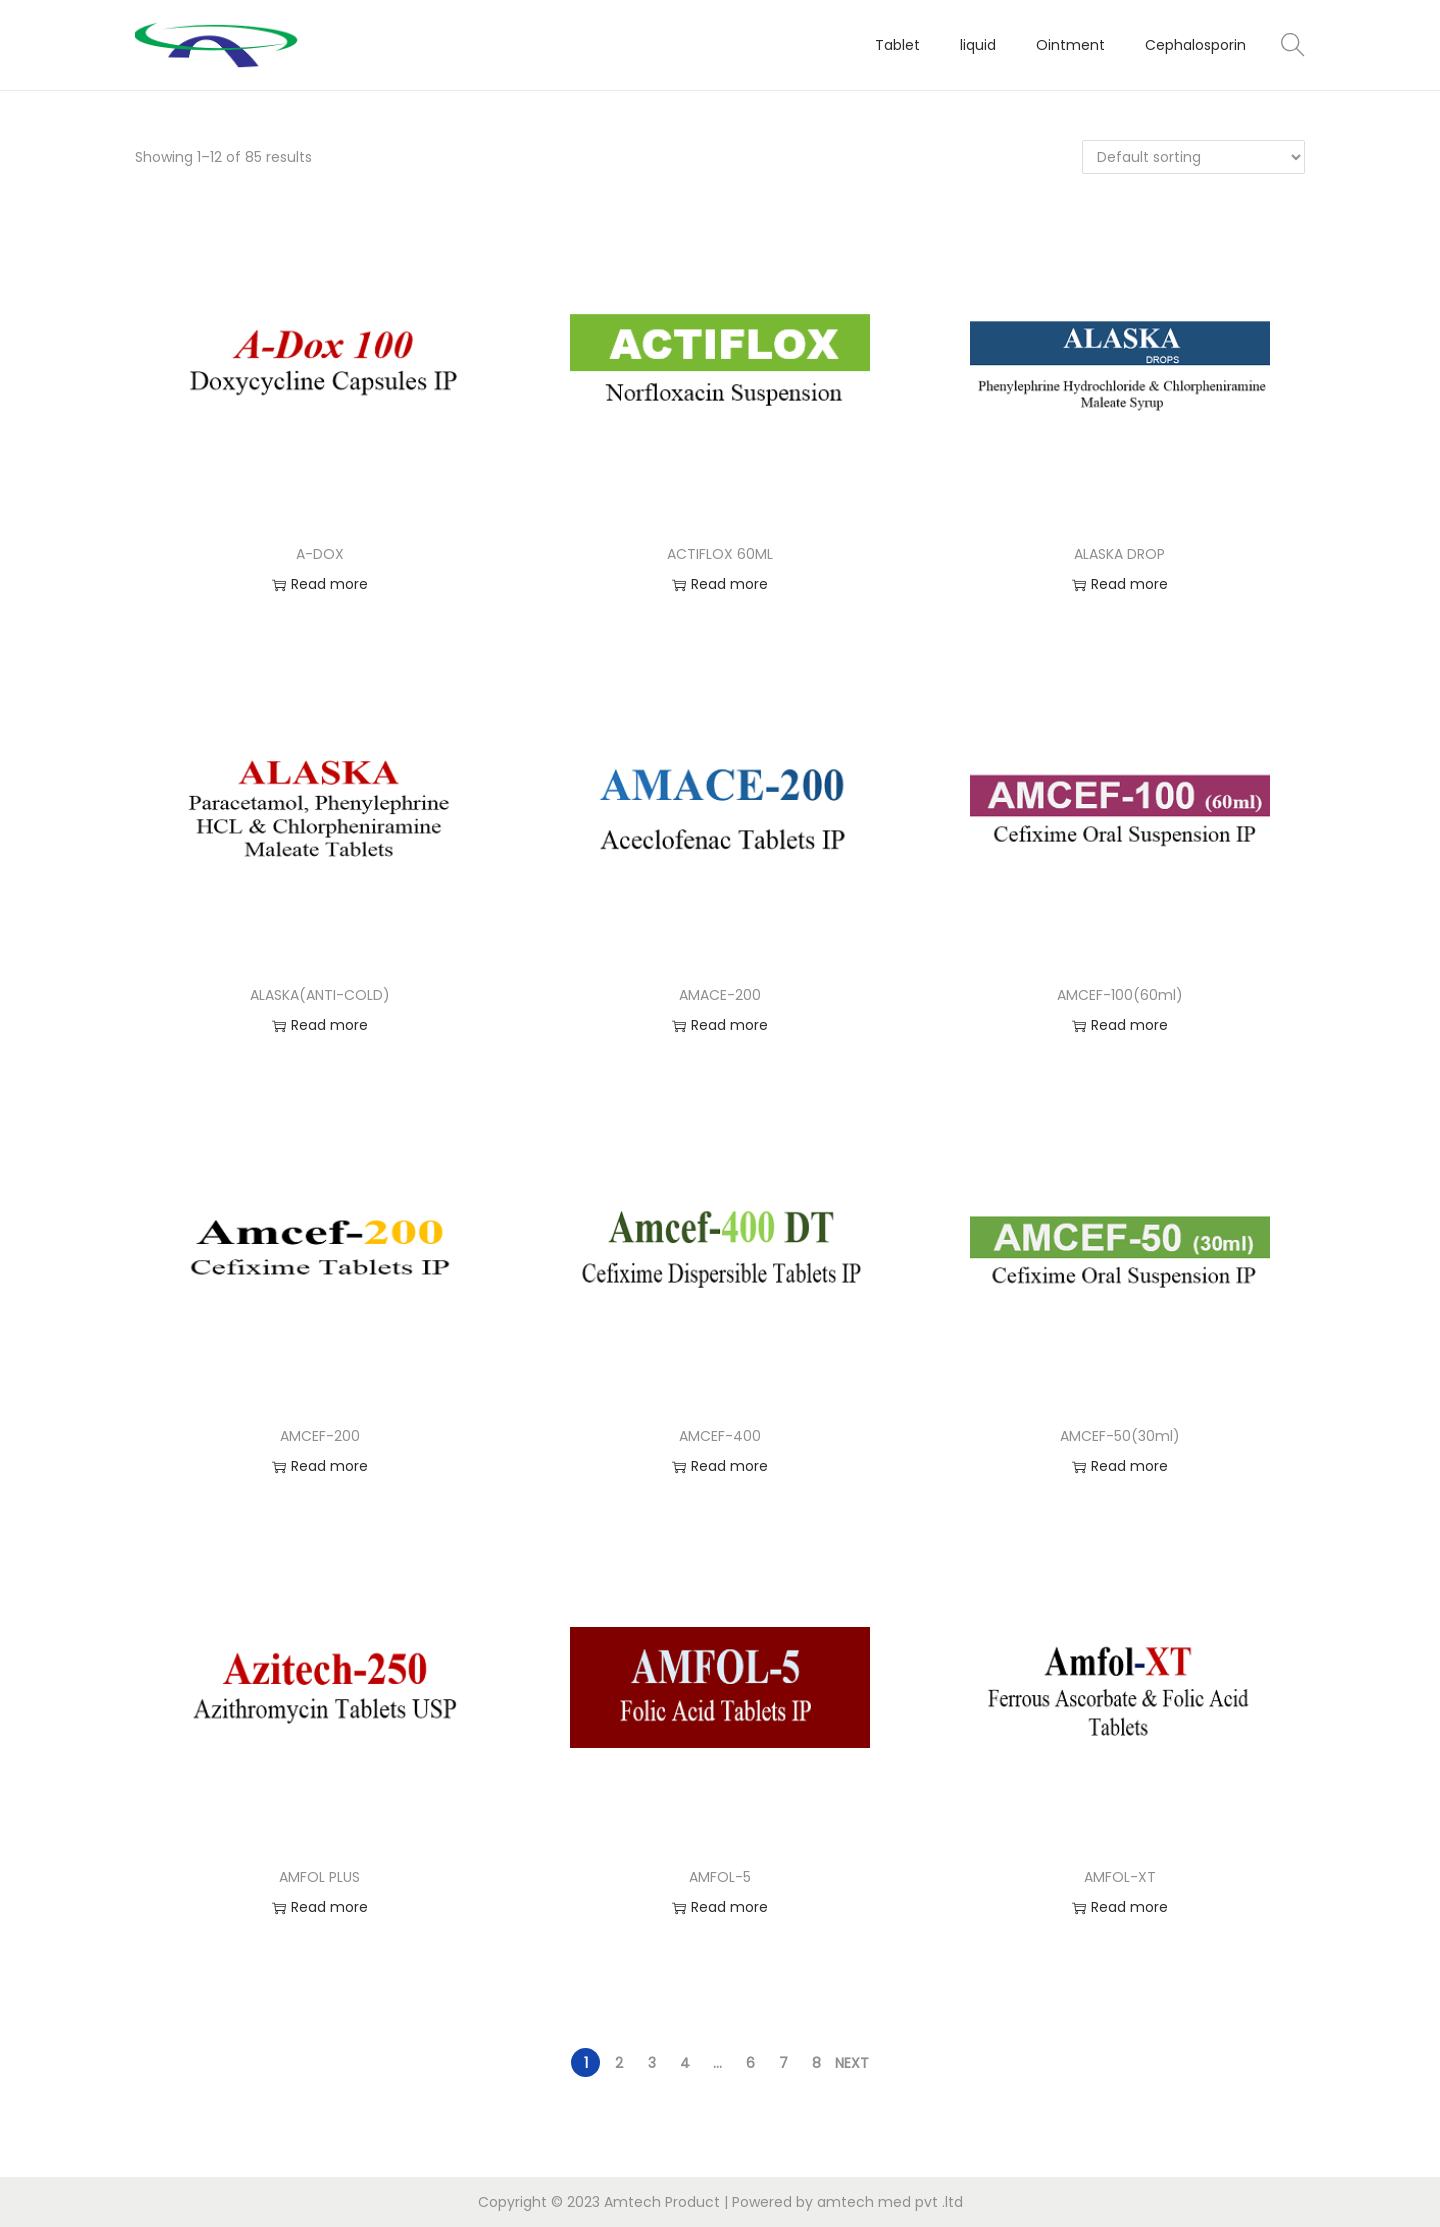 Tablet liquid Ointment Cephalosporin
Showing 1–12 of 85 results
Default sorting
A-Dox 100
Doxycycline Capsules IP
ACTIFLOX
Norfloxacin Suspension
ALASKA
DROPS
Phenylephrine Hydrochloride & Chlorpheniramine
Maleate Syrup
A-DOX
Read more
ACTIFLOX 60ML
Read more
ALASKA DROP
Read more
ALASKA
Paracetamol, Phenylephrine
HCL & Chlorpheniramine
Maleate Tablets
AMACE-200
Aceclofenac Tablets IP
AMCEF-100 (60ml)
Cefixime Oral Suspension IP
ALASKA(ANTI-COLD)
Read more
AMACE-200
Read more
AMCEF-100(60ml)
Read more
Amcef-200
Cefixime Tablets IP
Amcef-400 DT
Cefixime Dispersible Tablets IP
AMCEF-50 (30ml)
Cefixime Oral Suspension IP
AMCEF-200
Read more
AMCEF-400
Read more
AMCEF-50(30ml)
Read more
Azitech-250
Azithromycin Tablets USP
AMFOL-5
Folic Acid Tablets IP
Amfol-XT
Ferrous Ascorbate & Folic Acid
Tablets
AMFOL PLUS
Read more
AMFOL-5
Read more
AMFOL-XT
Read more
1 2 3 4 … 6 7 8 NEXT
Copyright © 2023 Amtech Product | Powered by amtech med pvt .ltd